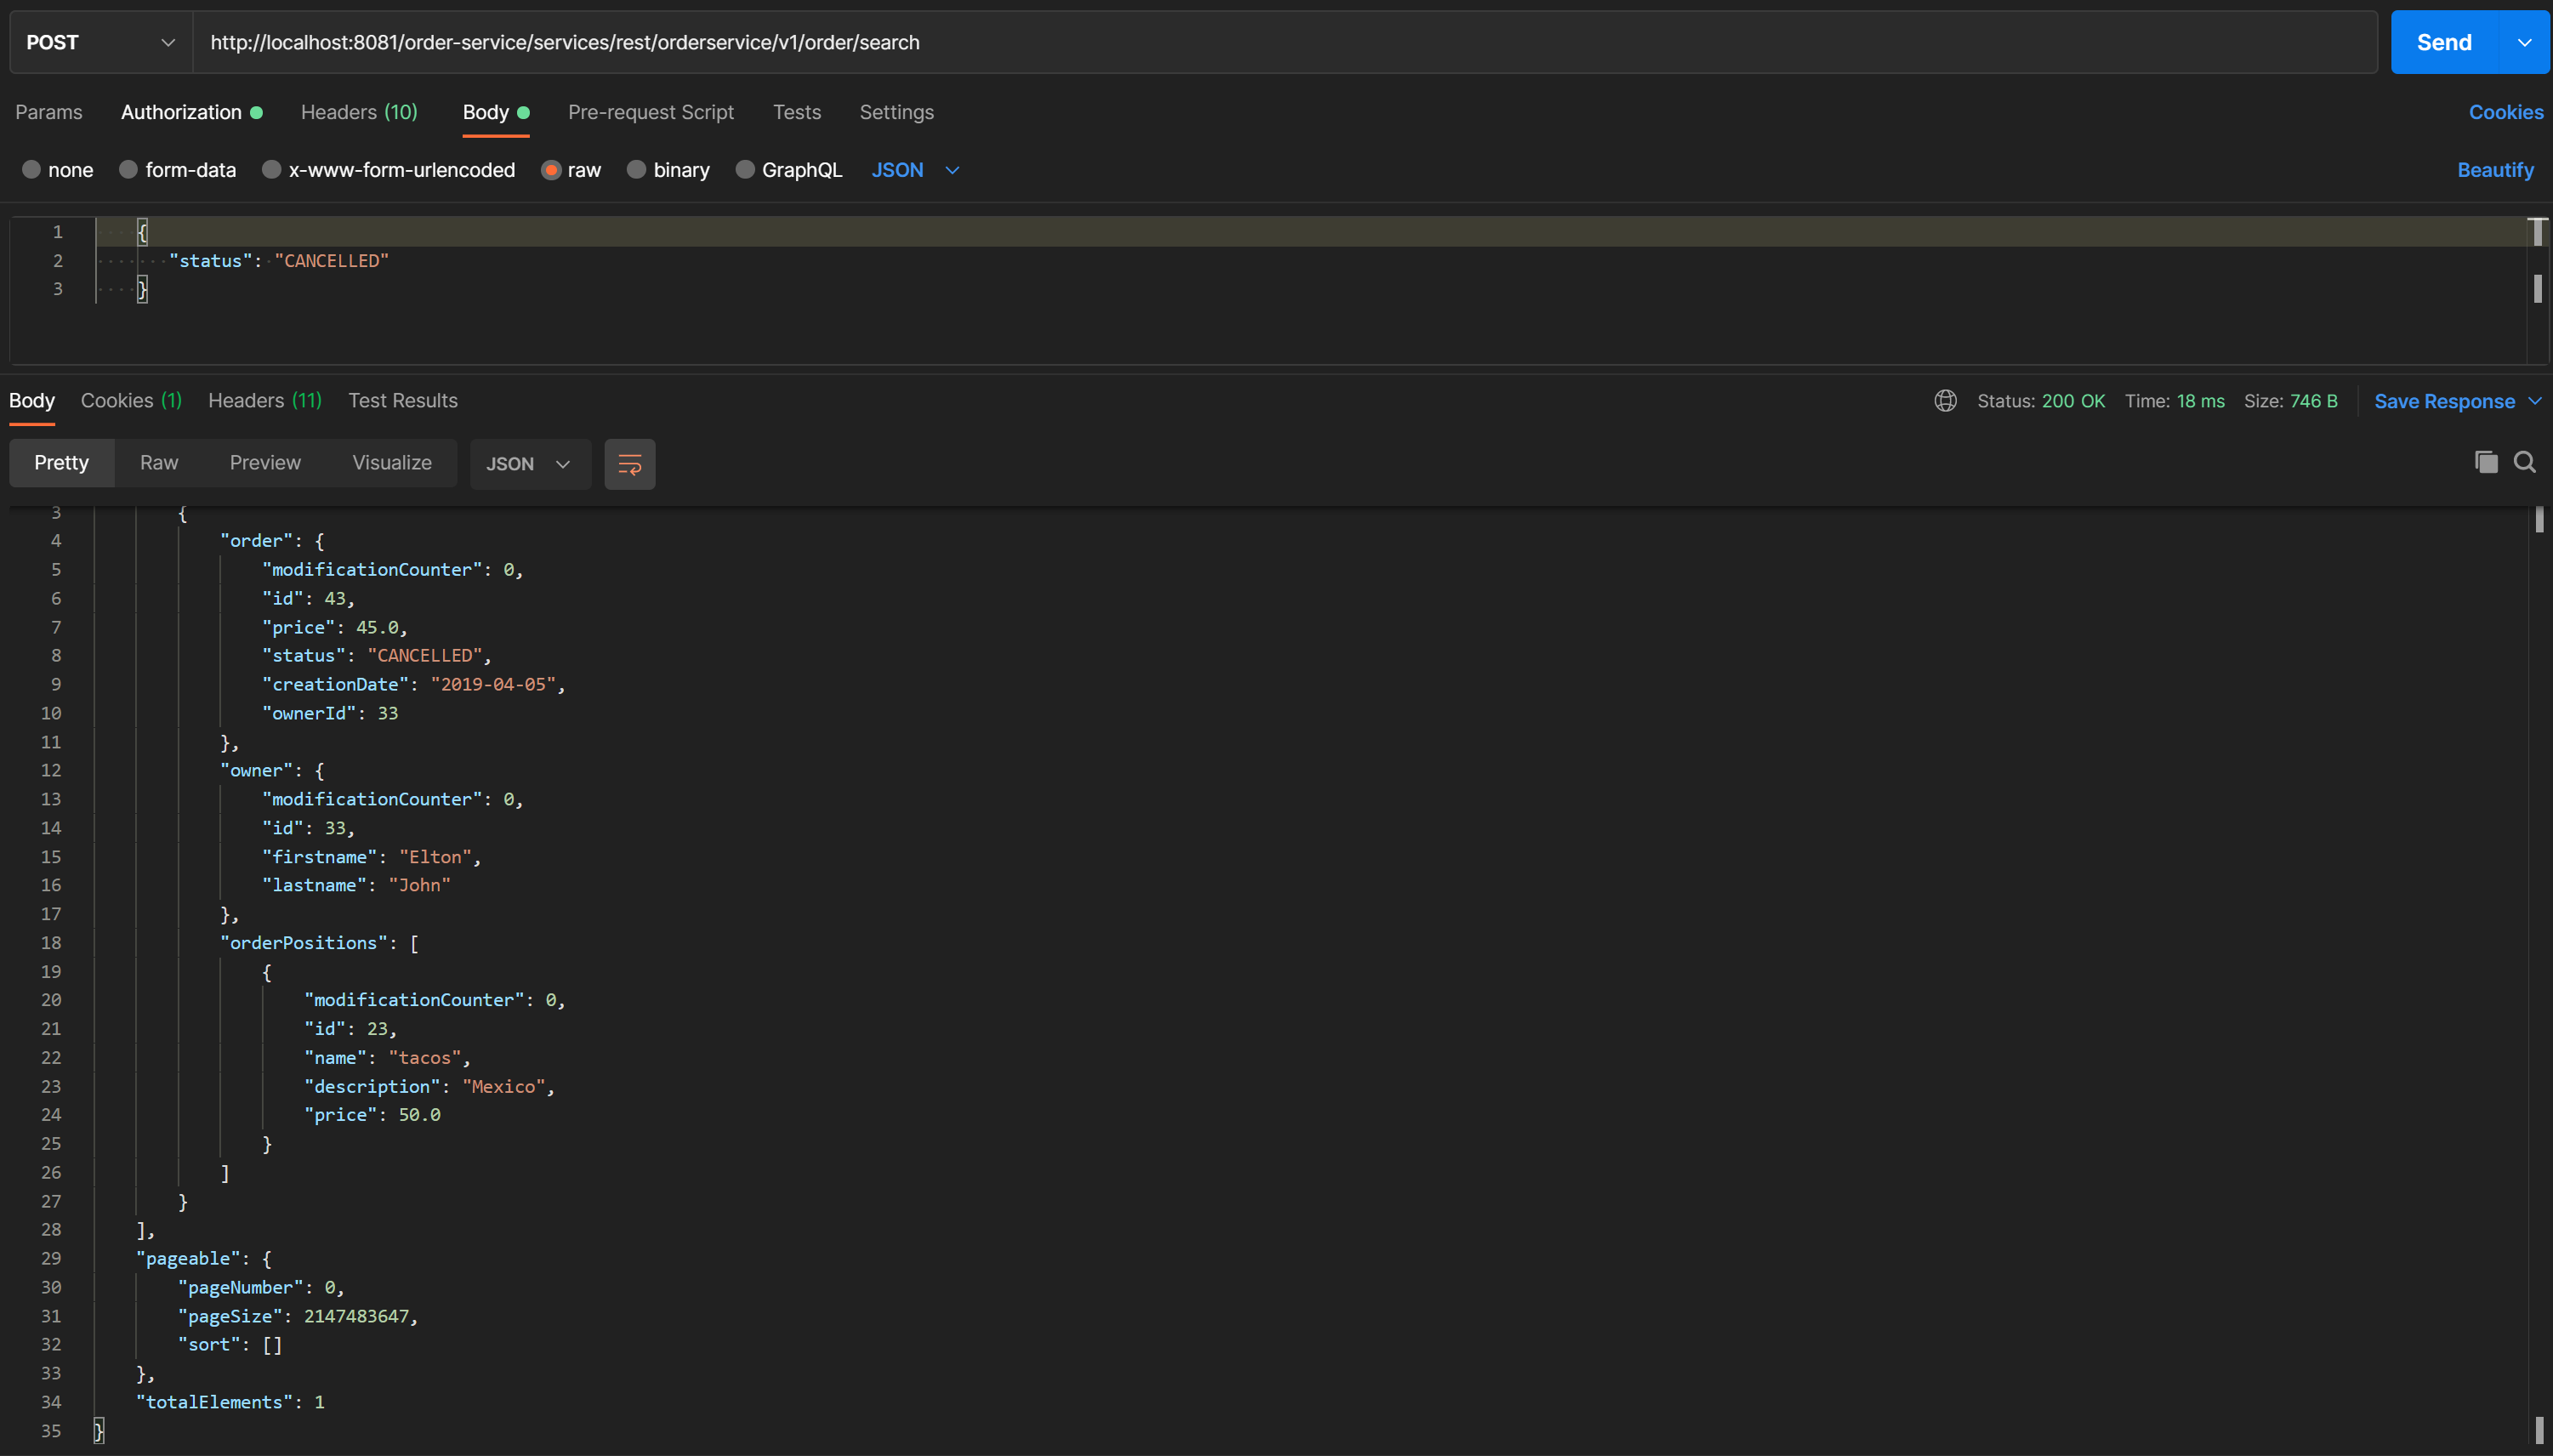 POST http://localhost:8081/order-service/services/rest/orderservice/v1/order/search Send
Params Authorization Headers (10) Body Pre-request Script Tests Settings Cookies
none form-data x-www-form-urlencoded raw binary GraphQL JSON Beautify
1 {
2 "status": "CANCELLED"
3 }
Body Cookies (1) Headers (11) Test Results Status: 200 OK Time: 18 ms Size: 746 B Save Response
Pretty Raw Preview Visualize JSON
3 {
4 "order": {
5 "modificationCounter": 0,
6 "id": 43,
7 "price": 45.0,
8 "status": "CANCELLED",
9 "creationDate": "2019-04-05",
10 "ownerId": 33
11 },
12 "owner": {
13 "modificationCounter": 0,
14 "id": 33,
15 "firstname": "Elton",
16 "lastname": "John"
17 },
18 "orderPositions": [
19 {
20 "modificationCounter": 0,
21 "id": 23,
22 "name": "tacos",
23 "description": "Mexico",
24 "price": 50.0
25 }
26 ]
27 }
28 ],
29 "pageable": {
30 "pageNumber": 0,
31 "pageSize": 2147483647,
32 "sort": []
33 },
34 "totalElements": 1
35 }